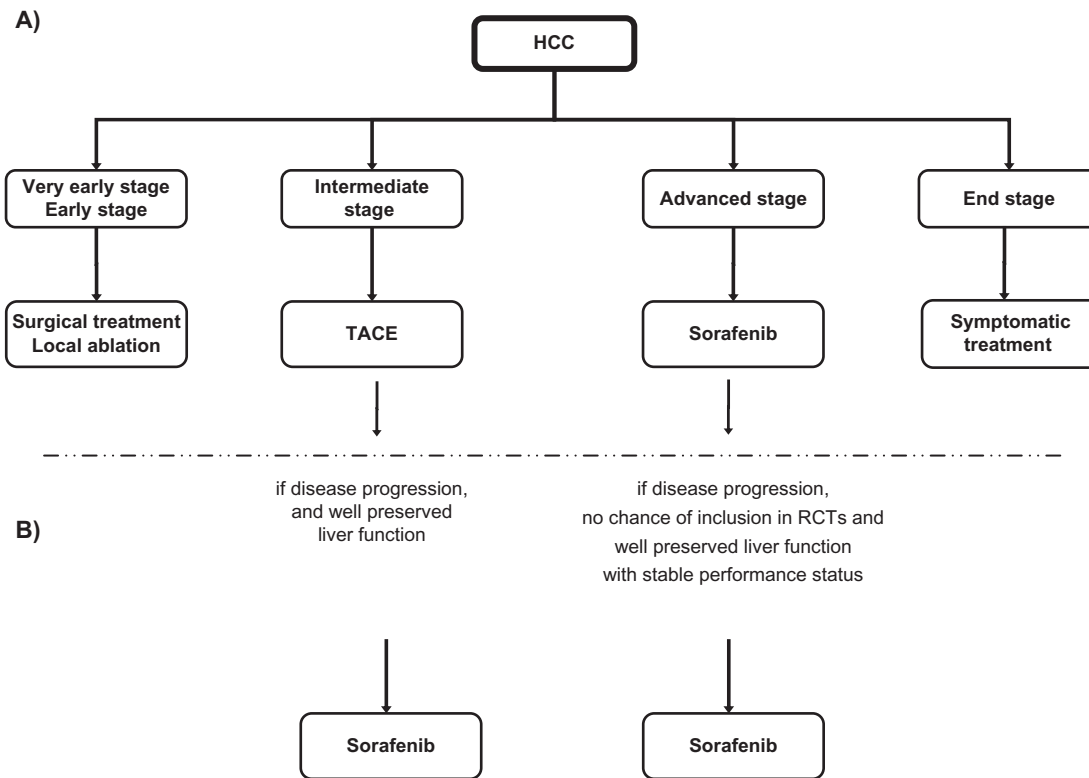 A)
HCC
Very early stage
Early stage
Intermediate
stage
Advanced stage
End stage
Surgical treatment
Local ablation
TACE
Sorafenib
Symptomatic
treatment
if disease progression,
and well preserved
liver function
if disease progression,
no chance of inclusion in RCTs and
well preserved liver function
with stable performance status
B)
Sorafenib
Sorafenib